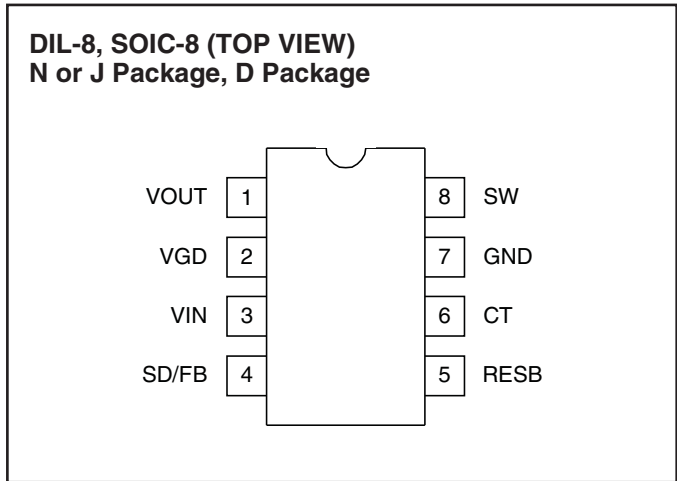 DIL-8, SOIC-8 (TOP VIEW)
N or J Package, D Package
VOUT 1 8 SW
VGD 2 7 GND
VIN 3 6 CT
SD/FB 4 5 RESB